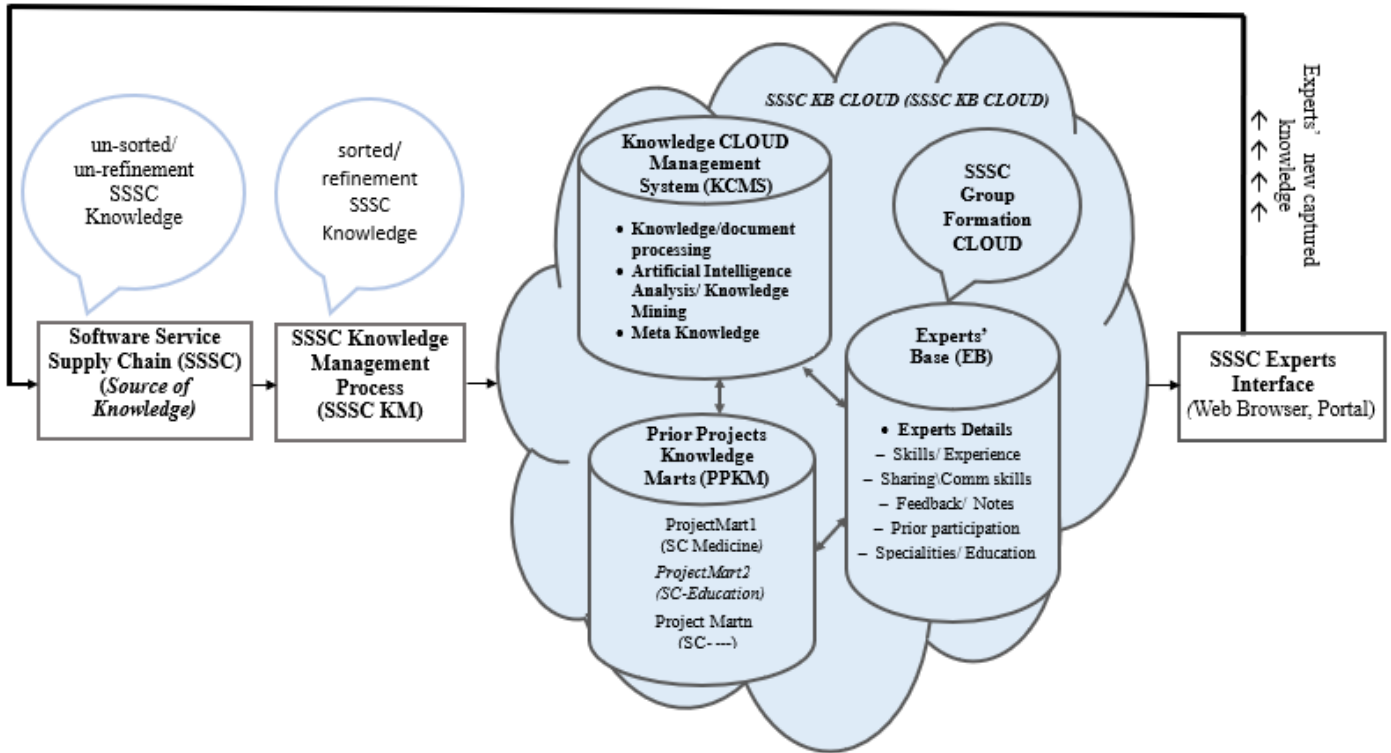 un-sorted/
un-refinement
SSSC
Knowledge
Software Service
Supply Chain (SSSC)
(Source of
Knowledge)
sorted/
refinement
SSSC
Knowledge
SSSC Knowledge
Management
Process
(SSSC KM)
SSSC KB CLOUD (SSSC KB CLOUD)
Knowledge CLOUD
Management
System (KCMS)
• Knowledge/document
processing
• Artificial Intelligence
Analysis/ Knowledge
Mining
• Meta Knowledge
SSSC
Group
Formation
CLOUD
Experts'
Base (EB)
• Experts Details
– Skills/ Experience
– Sharing\Comm skills
– Feedback/ Notes
– Prior participation
– Specialities/ Education
Prior Projects
Knowledge
Marts (PPKM)
ProjectMart1
(SC Medicine)
ProjectMart2
(SC-Education)
Project Martn
(SC- ---)
SSSC Experts
Interface
(Web Browser, Portal)
Experts' new captured
knowledge